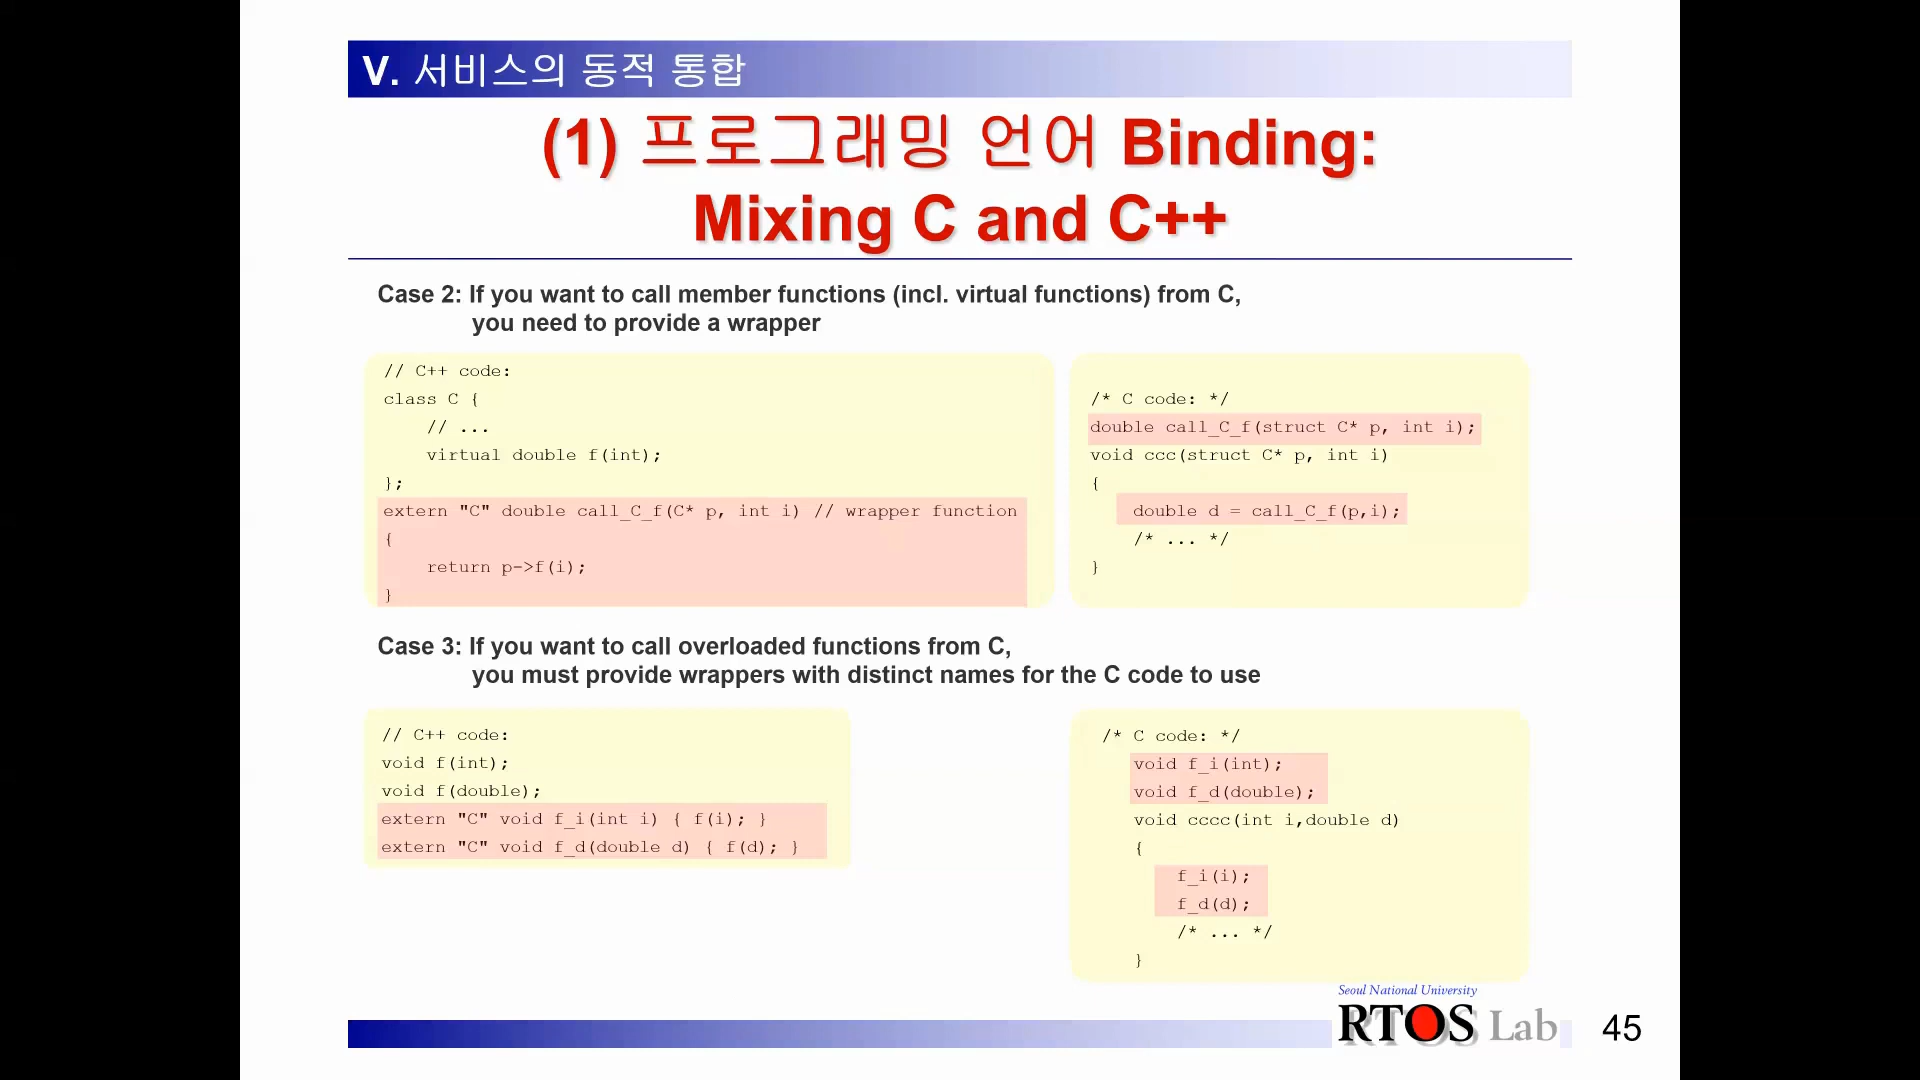 V. 서비스의 동적 통합
(1) 프로그래밍 언어 Binding:
Mixing C and C++
Case 2: If you want to call member functions (incl. virtual functions) from C,
you need to provide a wrapper
// C++ code:
class C {
// ...
virtual double f(int);
};
extern "C" double call_C_f(C* p, int i) // wrapper function
{
return p->f(i);
}
/* C code: */
double call_C_f(struct C* p, int i);
void ccc(struct C* p, int i)
{
double d = call_C_f(p,i);
/* ... */
}
Case 3: If you want to call overloaded functions from C,
you must provide wrappers with distinct names for the C code to use
// C++ code:
void f(int);
void f(double);
extern "C" void f_i(int i) { f(i); }
extern "C" void f_d(double d) { f(d); }
/* C code: */
void f_i(int);
void f_d(double);
void cccc(int i,double d)
{
f_i(i);
f_d(d);
/* ... */
}
Seoul National University
RTOS Lab
45